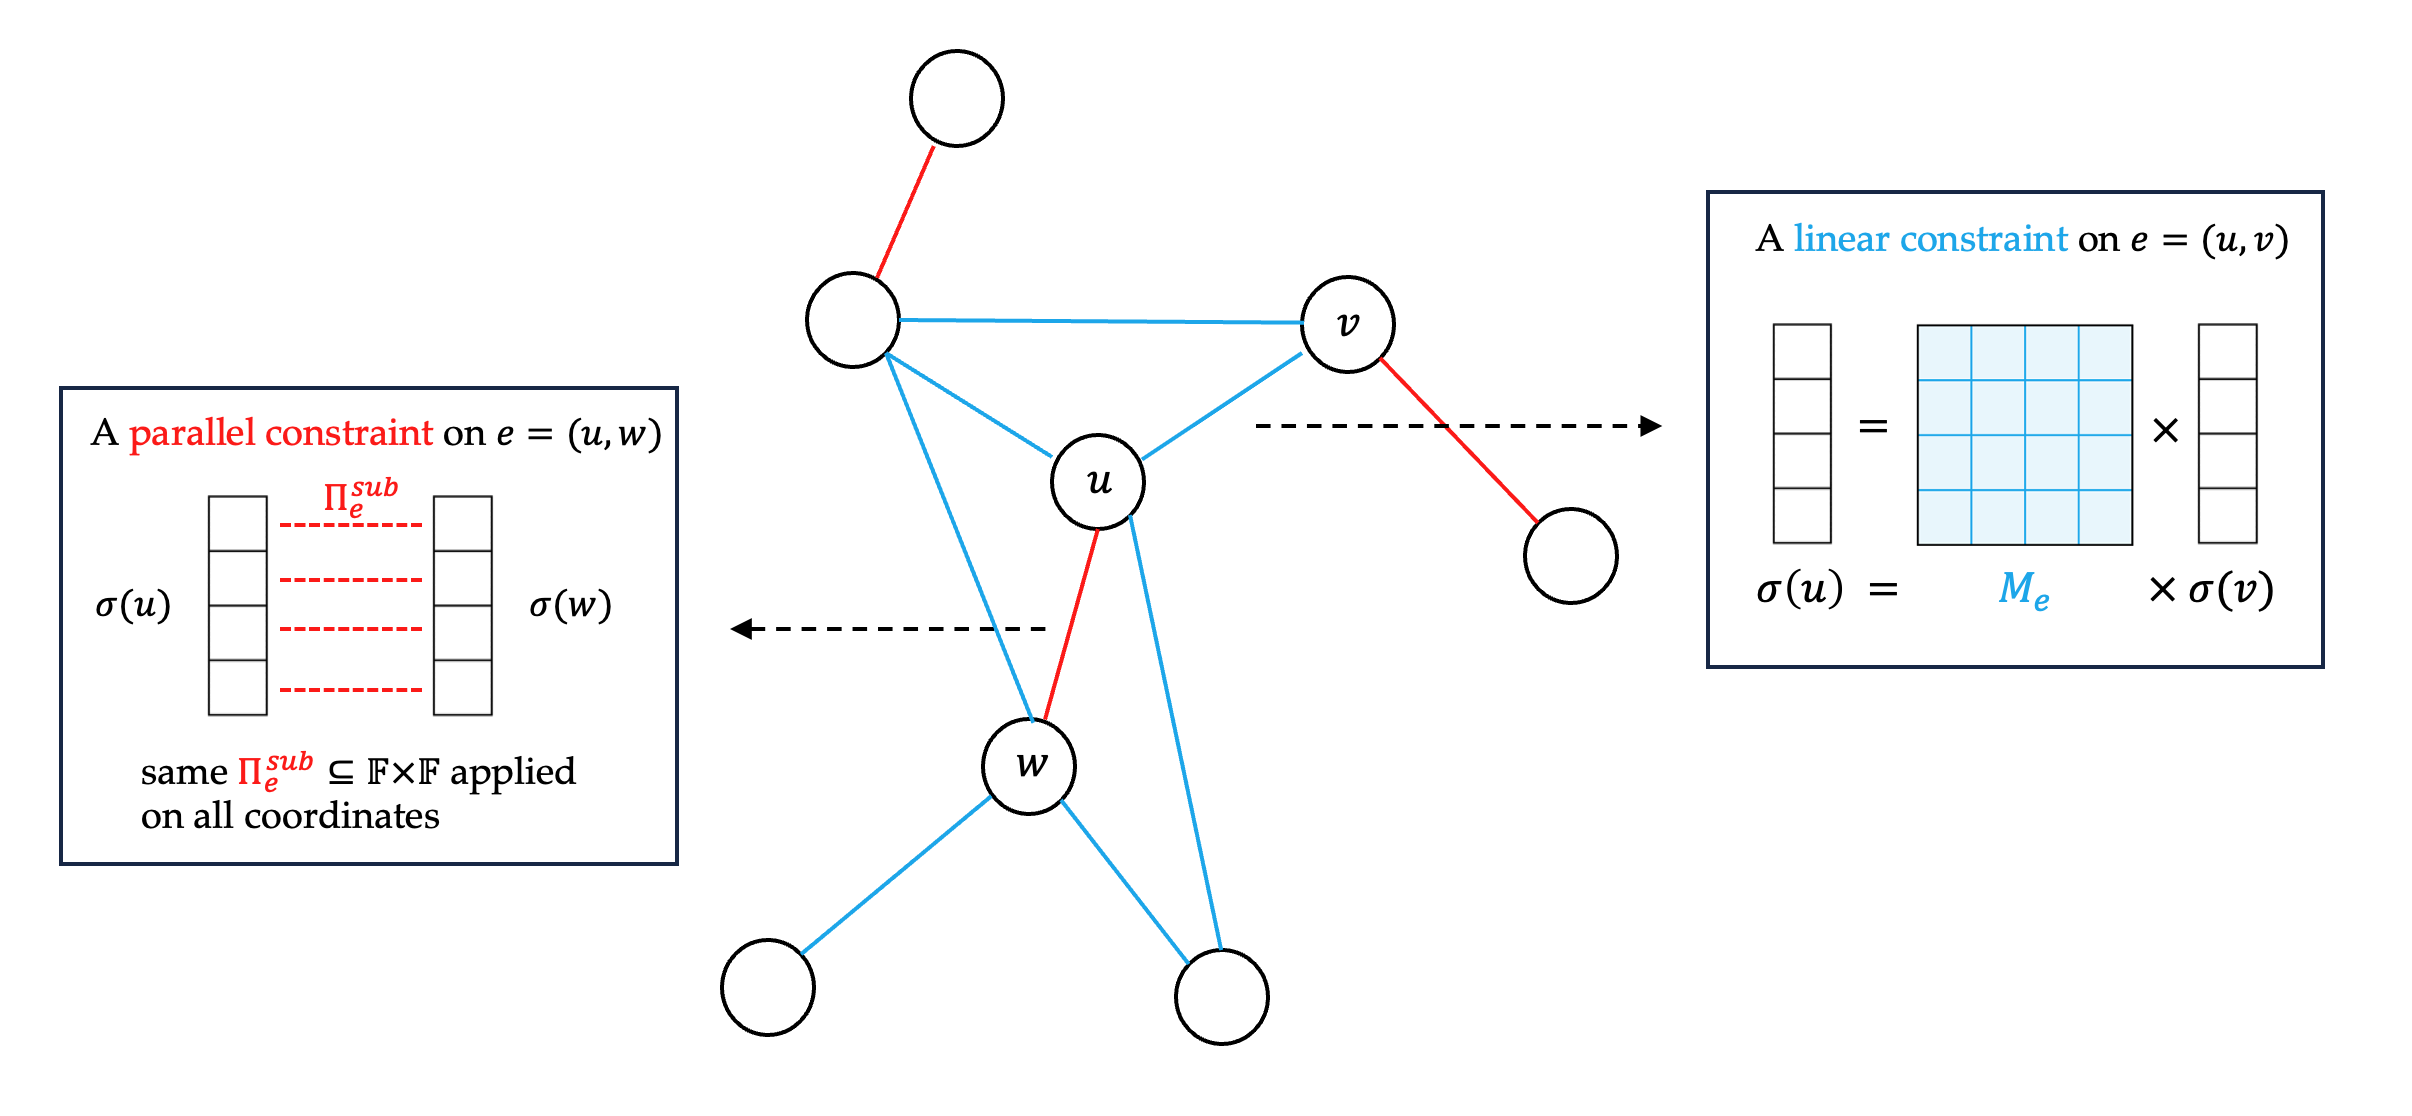 A parallel constraint on e = (u, w)
Π_e^{sub}
σ(u)
σ(w)
same Π_e^{sub} ⊆ 𝔽×𝔽 applied
on all coordinates
v
u
w
A linear constraint on e = (u, v)
= ×
σ(u) = M_e × σ(v)